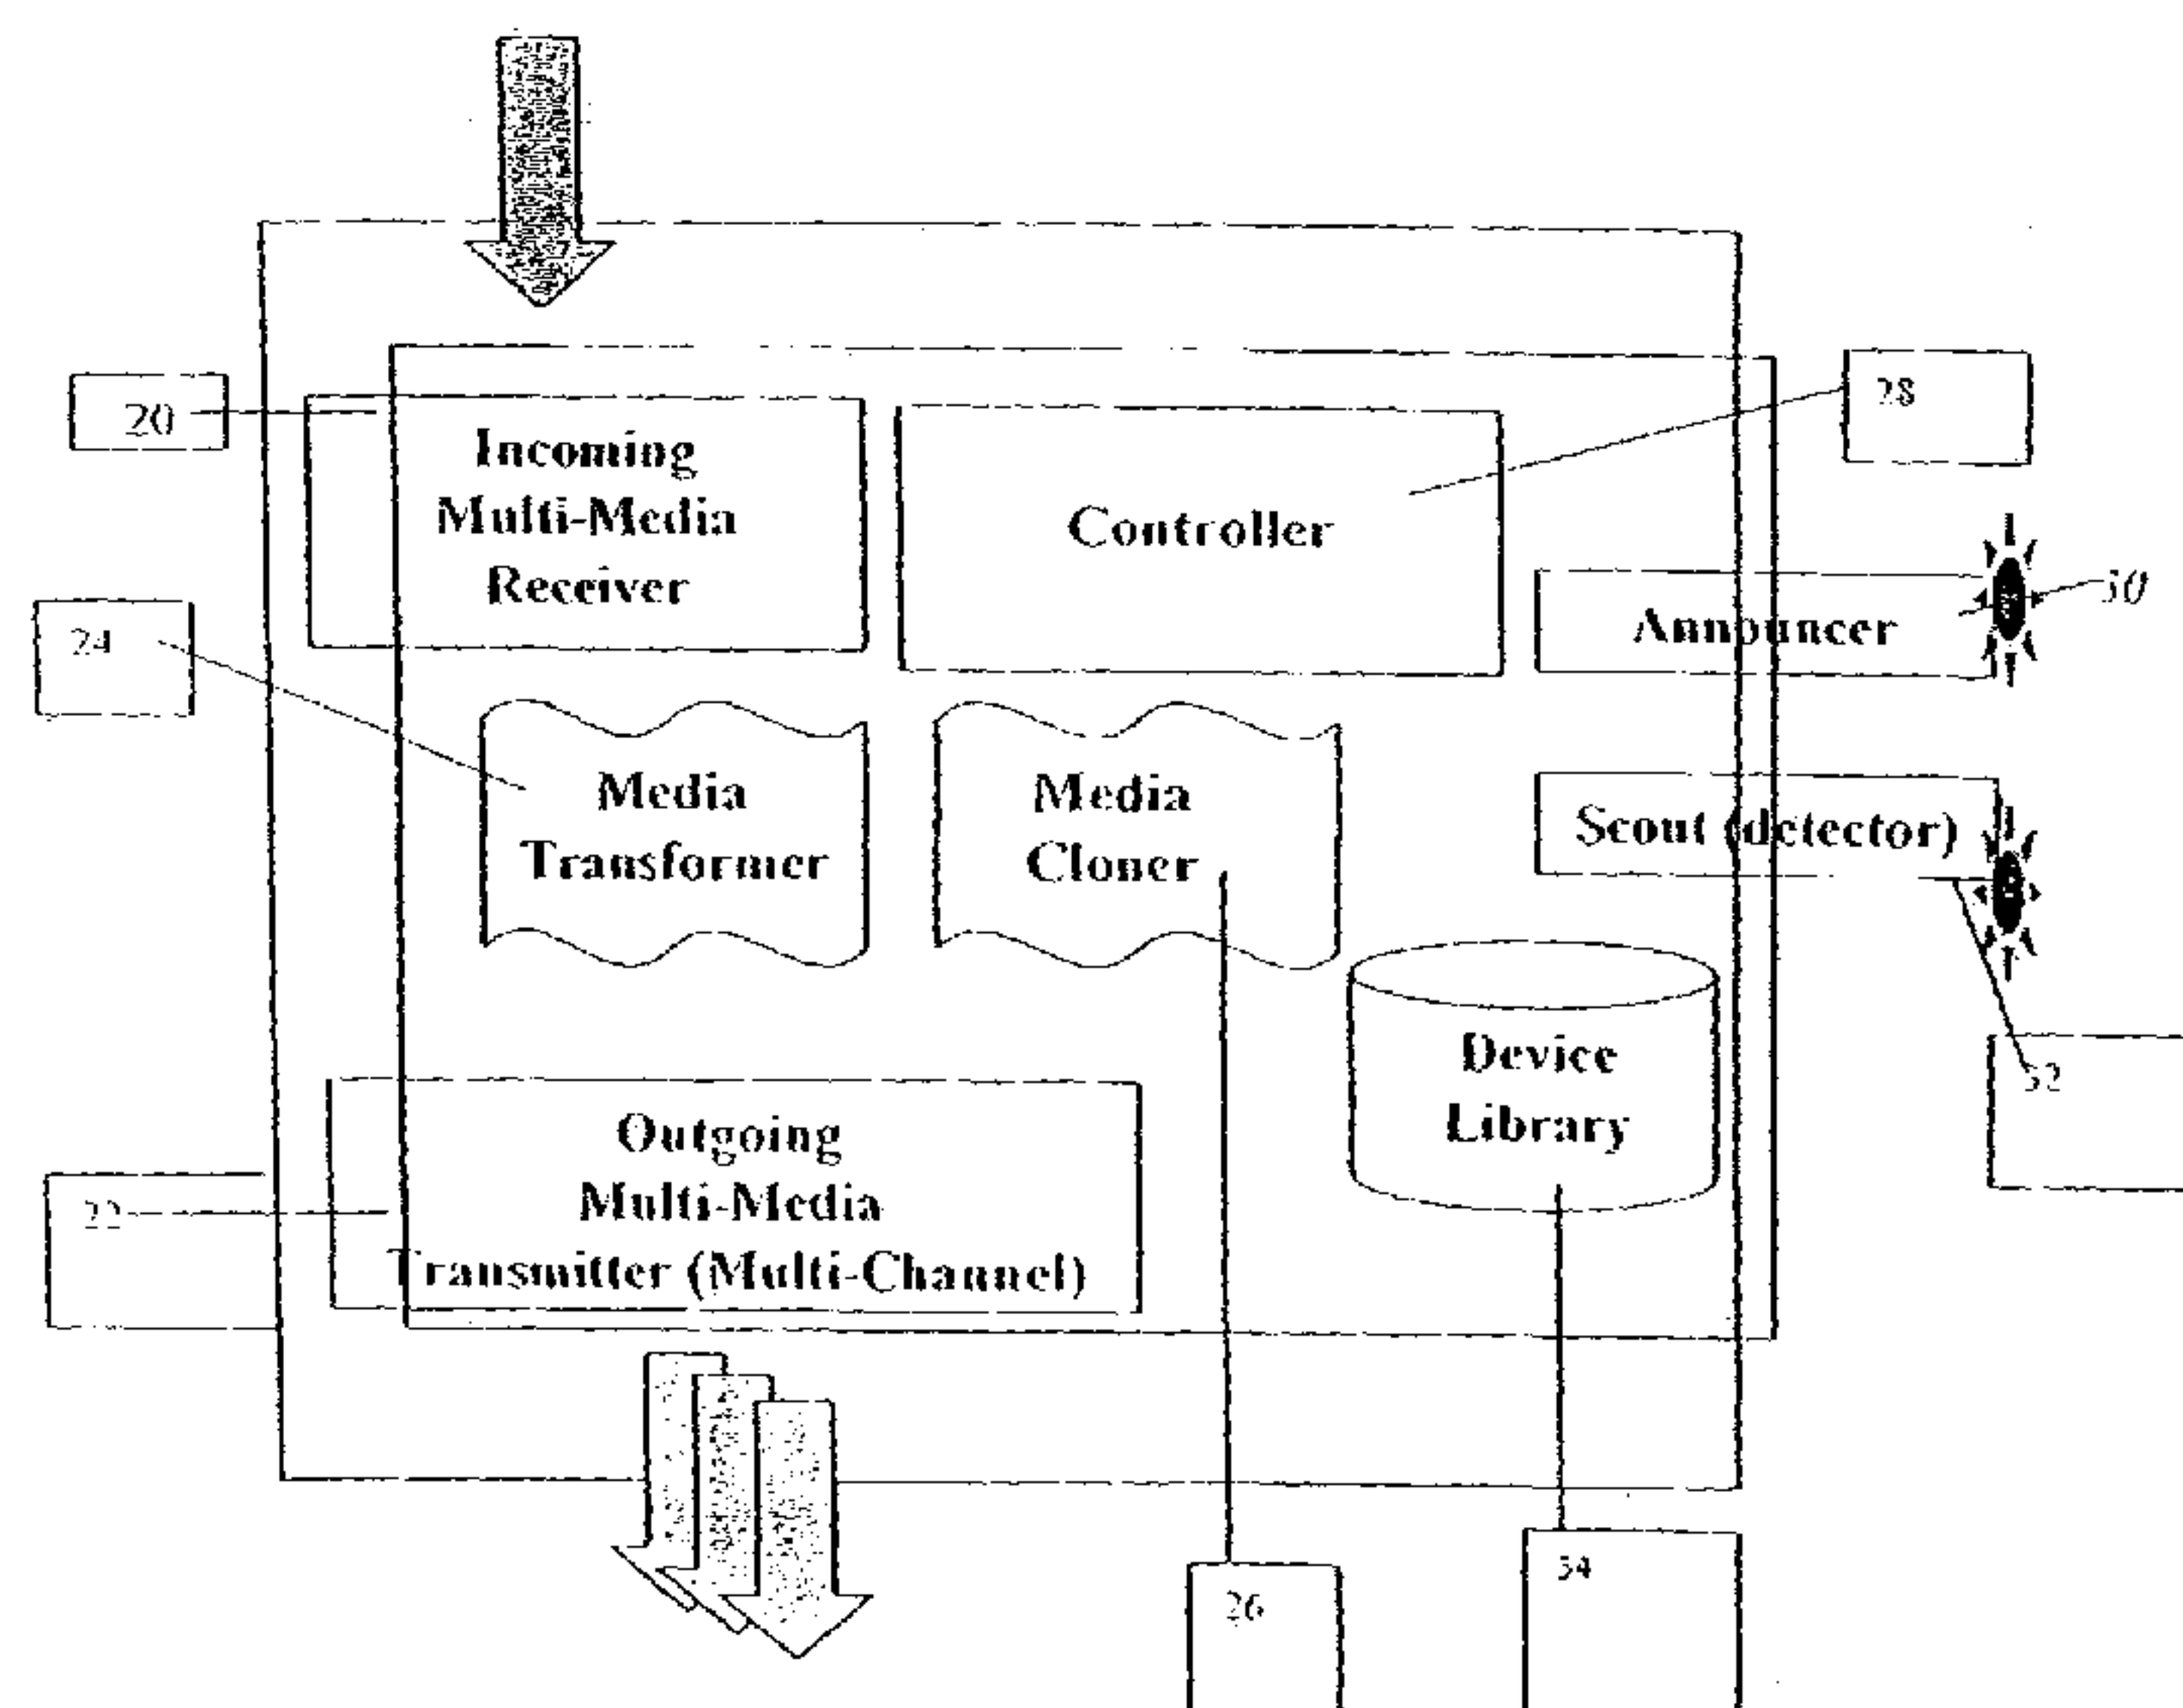 20
Incoming
Multi-Media
Receiver
Controller
28
24
Announcer
30
Media
Transformer
Media
Cloner
Scout (detector)
32
Device
Library
22
Outgoing
Multi-Media
Transmitter (Multi-Channel)
26
34